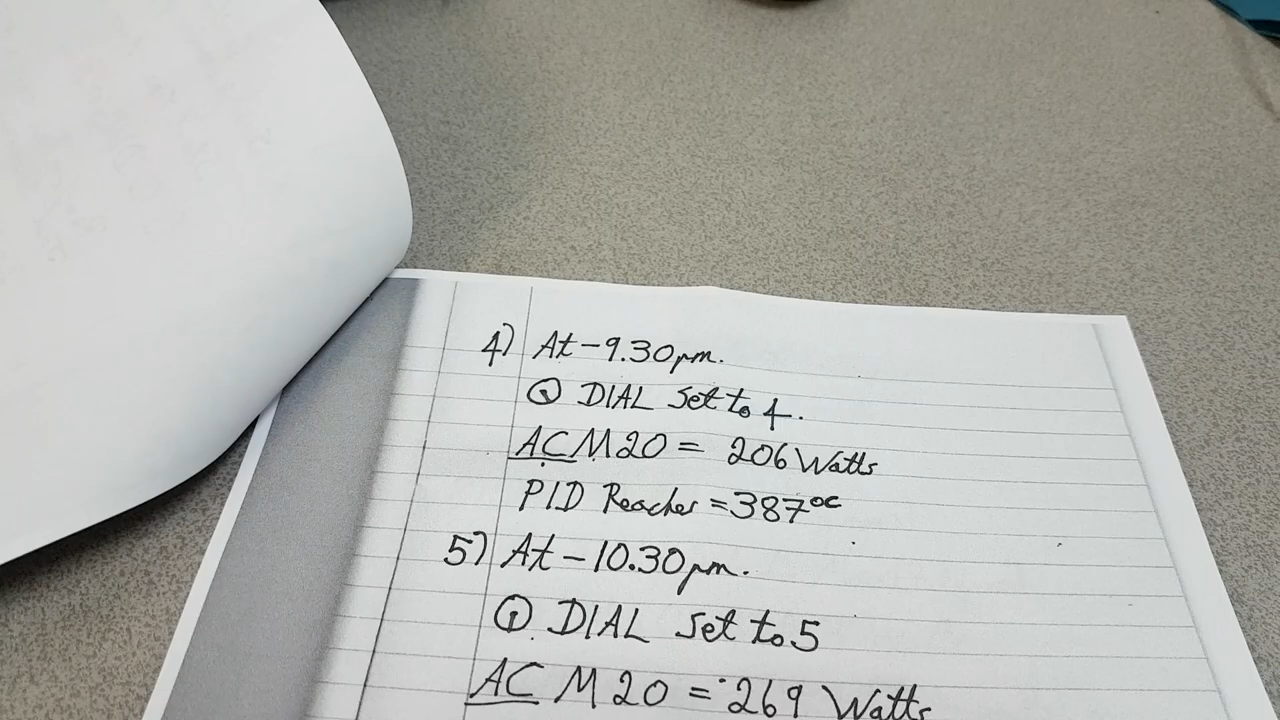 4) At - 9.30pm.
① DIAL set to 4.
ACM20 = 206 Watts
PID Reaches = 387°C
5) At - 10.30pm.
① DIAL set to 5
AC M20 = 269 Watts